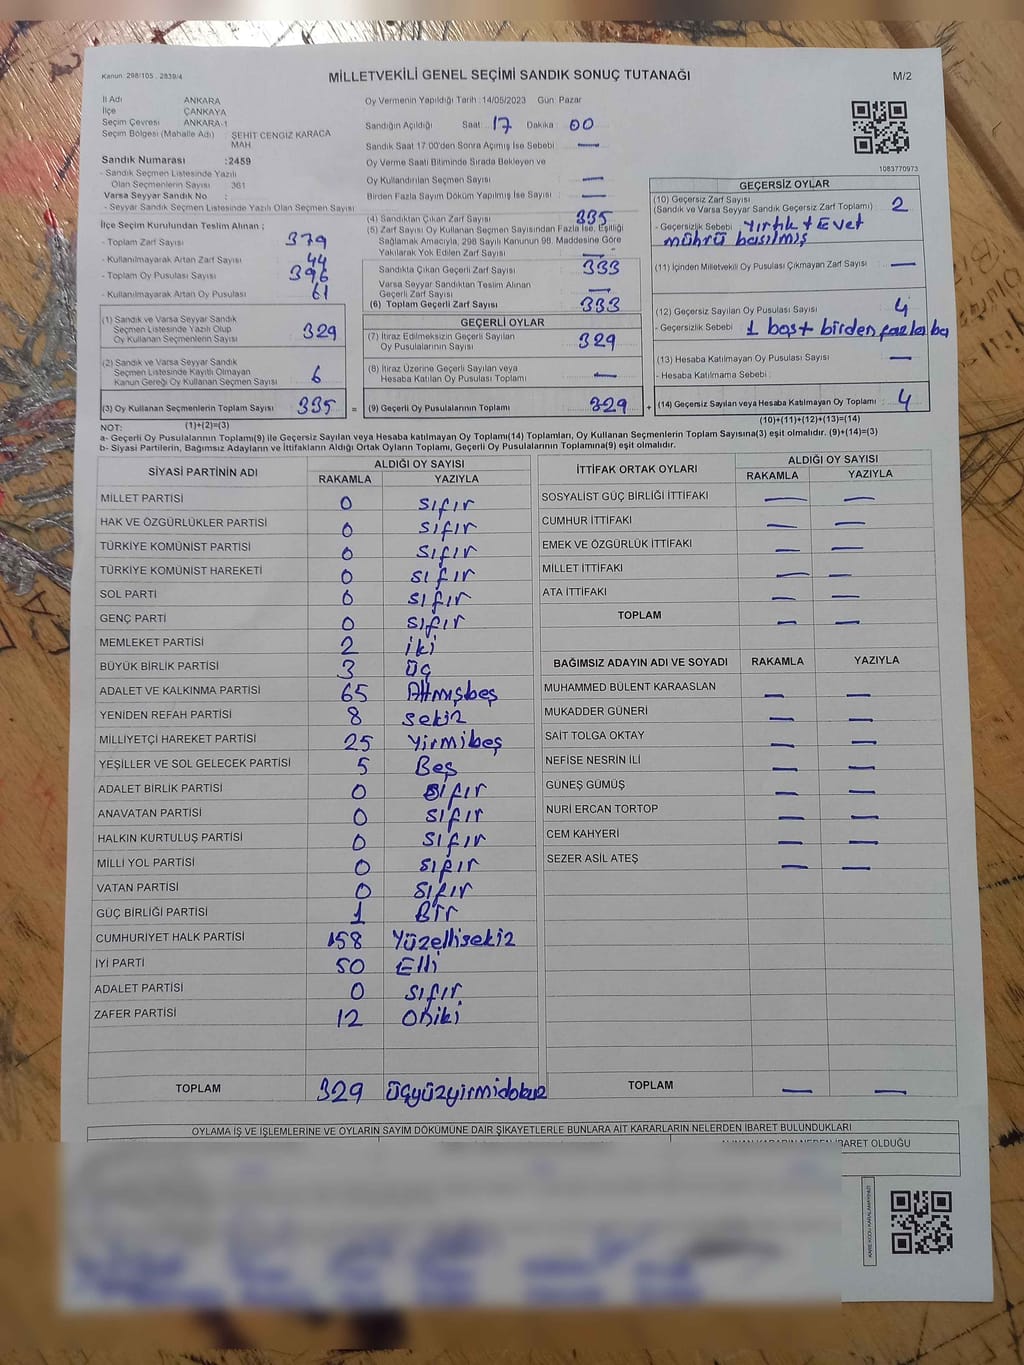 Kanun: 298/105 . 2839/4
MİLLETVEKİLİ GENEL SEÇİMİ SANDIK SONUÇ TUTANAĞI
M/2
İl Adı ANKARA
İlçe ÇANKAYA
Seçim Çevresi ANKARA-1
Seçim Bölgesi (Mahalle Adı) : ŞEHİT CENGİZ KARACA MAH.
Sandık Numarası :2459
- Sandık Seçmen Listesinde Yazılı
Olan Seçmenlerin Sayısı 361
Varsa Seyyar Sandık No :
- Seyyar Sandık Seçmen Listesinde Yazılı Olan Seçmen Sayısı
Oy Vermenin Yapıldığı Tarih : 14/05/2023 Gün: Pazar
Sandığın Açıldığı Saat: 17 Dakika: 00
Sandık Saat 17:00'den Sonra Açımış İse Sebebi : —
Oy Verme Saati Bitiminde Sırada Bekleyen ve
Oy Kullandırılan Seçmen Sayısı : —
Birden Fazla Sayım Döküm Yapılmış İse Sayısı : —
1083770973
İlçe Seçim Kurulundan Teslim Alınan ;
- Toplam Zarf Sayısı : 379
- Kullanılmayarak Artan Zarf Sayısı : 44
- Toplam Oy Pusulası Sayısı : 396
- Kullanılmayarak Artan Oy Pusulası : 61
(1) Sandık ve Varsa Seyyar Sandık
Seçmen Listesinde Yazılı Olup
Oy Kullanan Seçmenlerin Sayısı : 329
(2) Sandık ve Varsa Seyyar Sandık
Seçmen Listesinde Kayıtlı Olmayan
Kanun Gereği Oy Kullanan Seçmen Sayısı : 6
(3) Oy Kullanan Seçmenlerin Toplam Sayısı : 335 =
(1)+(2)=(3)
(4) Sandıktan Çıkan Zarf Sayısı : 335
(5) Zarf Sayısı Oy Kullanan Seçmen Sayısından Fazla İse, Eşitliği
Sağlamak Amacıyla, 298 Sayılı Kanunun 98. Maddesine Göre
Yakılarak Yok Edilen Zarf Sayısı : —
Sandıkta Çıkan Geçerli Zarf Sayısı : 333
Varsa Seyyar Sandıktan Teslim Alınan
Geçerli Zarf Sayısı : —
(6) Toplam Geçerli Zarf Sayısı : 333
GEÇERLİ OYLAR
(7) İtiraz Edilmeksizin Geçerli Sayılan
Oy Pusulalarının Sayısı : 329
(8) İtiraz Üzerine Geçerli Sayılan veya
Hesaba Katılan Oy Pusulası Toplamı : —
(9) Geçerli Oy Pusulalarının Toplamı : 329 +
GEÇERSİZ OYLAR
(10) Geçersiz Zarf Sayısı
(Sandık ve Varsa Seyyar Sandık Geçersiz Zarf Toplamı) : 2
- Geçersizlik Sebebi : Yırtık + Evet
mührü basılmış
(11) İçinden Milletvekili Oy Pusulası Çıkmayan Zarf Sayısı : —
(12) Geçersiz Sayılan Oy Pusulası Sayısı : 4
- Geçersizlik Sebebi : 1 boş + birden fazla ba
(13) Hesaba Katılmayan Oy Pusulası Sayısı : —
- Hesaba Katılmama Sebebi :
(14) Geçersiz Sayılan veya Hesaba Katılmayan Oy Toplamı : 4
(10)+(11)+(12)+(13)=(14)
NOT:
a- Geçerli Oy Pusulalarının Toplamı(9) ile Geçersiz Sayılan veya Hesaba katılmayan Oy Toplamı(14) Toplamları, Oy Kullanan Seçmenlerin Toplam Sayısına(3) eşit olmalıdır. (9)+(14)=(3)
b- Siyasi Partilerin, Bağımsız Adayların ve İttifakların Aldığı Ortak Oyların Toplamı, Geçerli Oy Pusulalarının Toplamına(9) eşit olmalıdır.
SİYASİ PARTİNİN ADI ALDIĞI OY SAYISI
RAKAMLA YAZIYLA
MİLLET PARTİSİ 0 sıfır
HAK VE ÖZGÜRLÜKLER PARTİSİ 0 sıfır
TÜRKİYE KOMÜNİST PARTİSİ 0 sıfır
TÜRKİYE KOMÜNİST HAREKETİ 0 sıfır
SOL PARTİ 0 sıfır
GENÇ PARTİ 0 sıfır
MEMLEKET PARTİSİ 2 iki
BÜYÜK BİRLİK PARTİSİ 3 üç
ADALET VE KALKINMA PARTİSİ 65 Altmışbeş
YENİDEN REFAH PARTİSİ 8 sekiz
MİLLİYETÇİ HAREKET PARTİSİ 25 Yirmibeş
YEŞİLLER VE SOL GELECEK PARTİSİ 5 Beş
ADALET BİRLİK PARTİSİ 0 sıfır
ANAVATAN PARTİSİ 0 sıfır
HALKIN KURTULUŞ PARTİSİ 0 sıfır
MİLLİ YOL PARTİSİ 0 sıfır
VATAN PARTİSİ 0 sıfır
GÜÇ BİRLİĞİ PARTİSİ 1 Bir
CUMHURİYET HALK PARTİSİ 158 Yüzellisekiz
İYİ PARTİ 50 Elli
ADALET PARTİSİ 0 sıfır
ZAFER PARTİSİ 12 Oniki
TOPLAM 329 üçyüzyirmidokuz
İTTİFAK ORTAK OYLARI ALDIĞI OY SAYISI
RAKAMLA YAZIYLA
SOSYALİST GÜÇ BİRLİĞİ İTTİFAKI — —
CUMHUR İTTİFAKI — —
EMEK VE ÖZGÜRLÜK İTTİFAKI — —
MİLLET İTTİFAKI — —
ATA İTTİFAKI — —
TOPLAM — —
BAĞIMSIZ ADAYIN ADI VE SOYADI RAKAMLA YAZIYLA
MUHAMMED BÜLENT KARAASLAN — —
MUKADDER GÜNERİ — —
SAİT TOLGA OKTAY — —
NEFİSE NESRİN İLİ — —
GÜNEŞ GÜMÜŞ — —
NURİ ERCAN TORTOP — —
CEM KAHYERİ — —
SEZER ASİL ATEŞ — —
TOPLAM — —
OYLAMA İŞ VE İŞLEMLERİNE VE OYLARIN SAYIM DÖKÜMÜNE DAİR ŞİKAYETLERLE BUNLARA AİT KARARLARIN NELERDEN İBARET BULUNDUKLARI
ALINAN KARARIN NEDEN İBARET OLDUĞU
KARE KODU KARALAMAYINIZ!